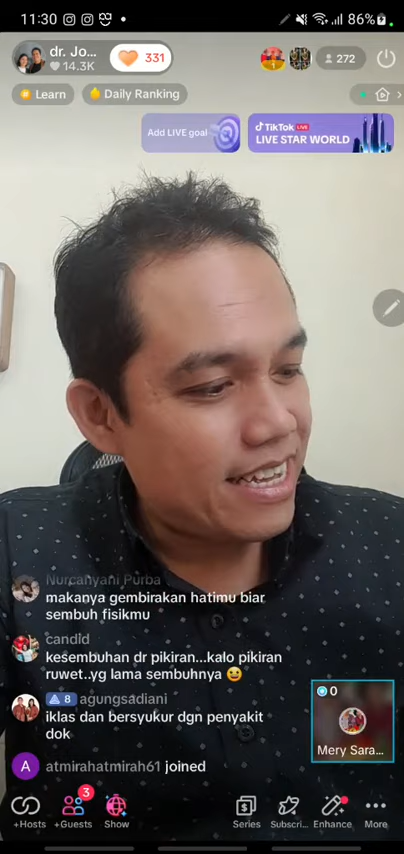 11:30
86%
dr. Jo...
14.3K
331
272
Learn
Daily Ranking
Add LIVE goal
TikTok LIVE
LIVE STAR WORLD
Nurcahyani Purba
makanya gembirakan hatimu biar
sembuh fisikmu
candid
kesembuhan dr pikiran...kalo pikiran
ruwet..yg lama sembuhnya 😉
8 agungsadiani
iklas dan bersyukur dgn penyakit
dok
A atmirahatmirah61 joined
0
Mery Sara...
3
+Hosts
+Guests
Show
Series
Subscri...
Enhance
More